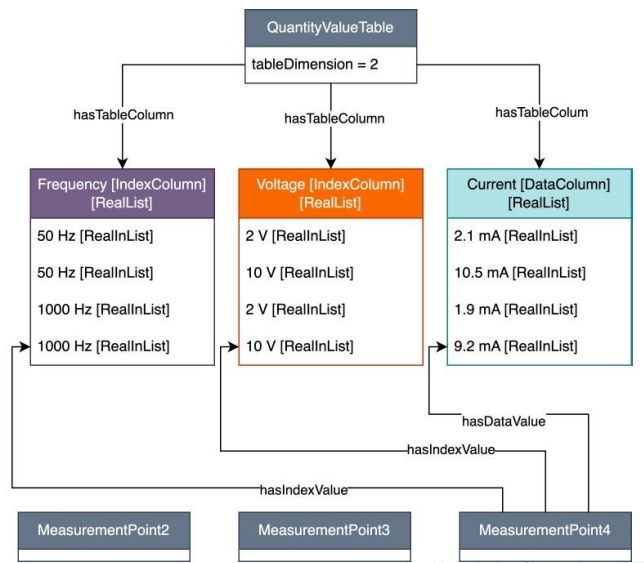 QuantityValueTable
tableDimension = 2
hasTableColumn
hasTableColumn
hasTableColum
Frequency [IndexColumn]
[RealList]
50 Hz [RealInList]
50 Hz [RealInList]
1000 Hz [RealInList]
1000 Hz [RealInList]
Voltage [IndexColumn]
[RealList]
2 V [RealInList]
10 V [RealInList]
2 V [RealInList]
10 V [RealInList]
Current [DataColumn]
[RealList]
2.1 mA [RealInList]
10.5 mA [RealInList]
1.9 mA [RealInList]
9.2 mA [RealInList]
hasDataValue
hasIndexValue
hasIndexValue
MeasurementPoint2
MeasurementPoint3
MeasurementPoint4